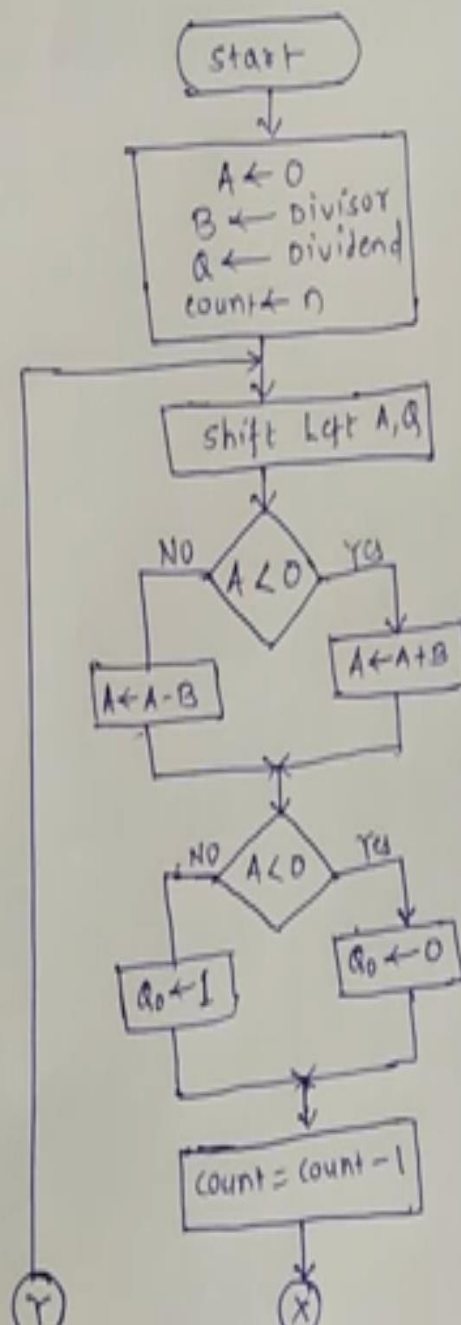 start
A ← 0
B ← Divisor
Q ← Dividend
count ← n
Shift Left A, Q
A < 0
NO
Yes
A ← A - B
A ← A + B
A < 0
NO
Yes
Q₀ ← 1
Q₀ ← 0
count = count - 1
Y
X